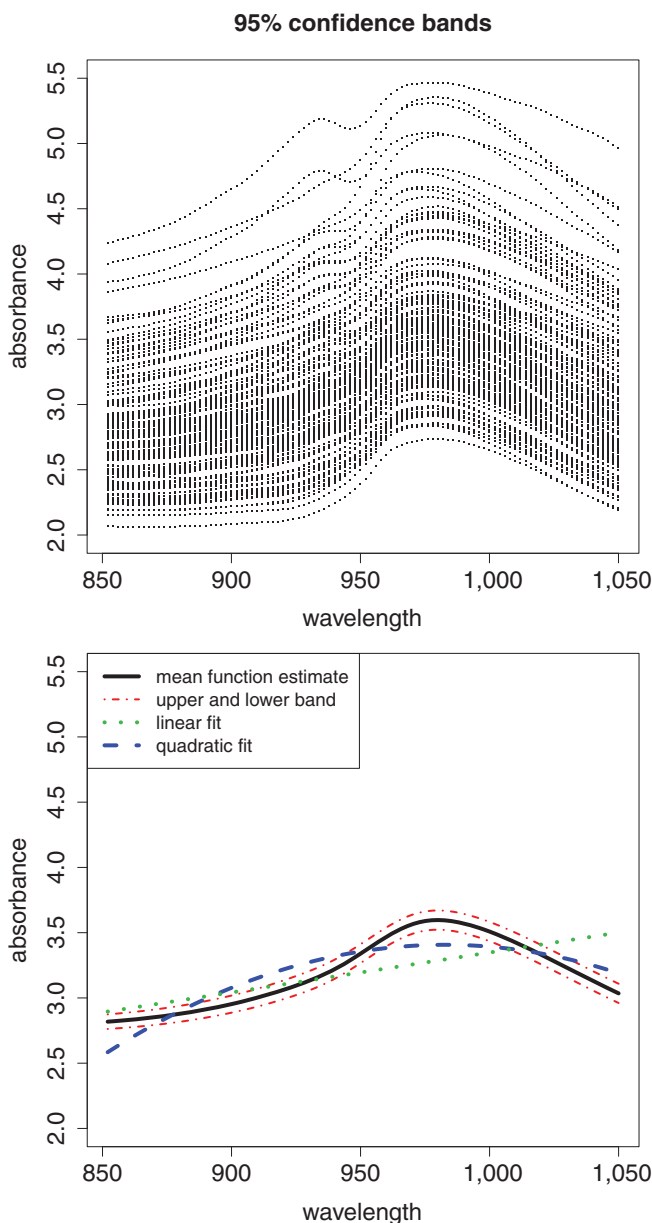 95% confidence bands
absorbance
5.5
5.0
4.5
4.0
3.5
3.0
2.5
2.0
850 900 950 1,000 1,050
wavelength
mean function estimate
upper and lower band
linear fit
quadratic fit
absorbance
5.5
5.0
4.5
4.0
3.5
3.0
2.5
2.0
850 900 950 1,000 1,050
wavelength